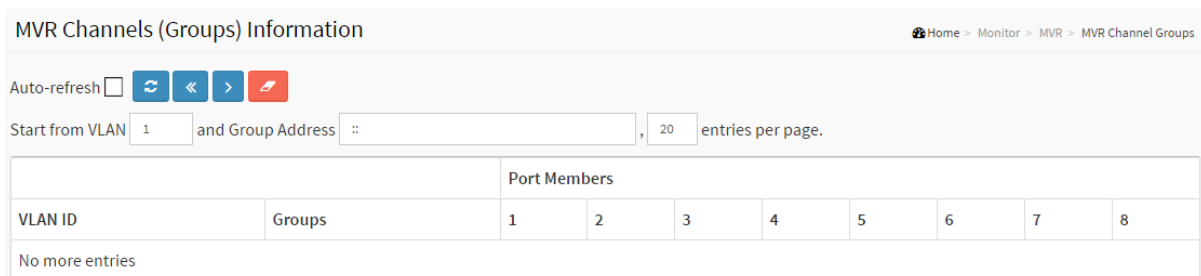 MVR Channels (Groups) Information
Home > Monitor > MVR > MVR Channel Groups
Auto-refresh
Start from VLAN 1 and Group Address :: , 20 entries per page.
Port Members
VLAN ID Groups 1 2 3 4 5 6 7 8
No more entries